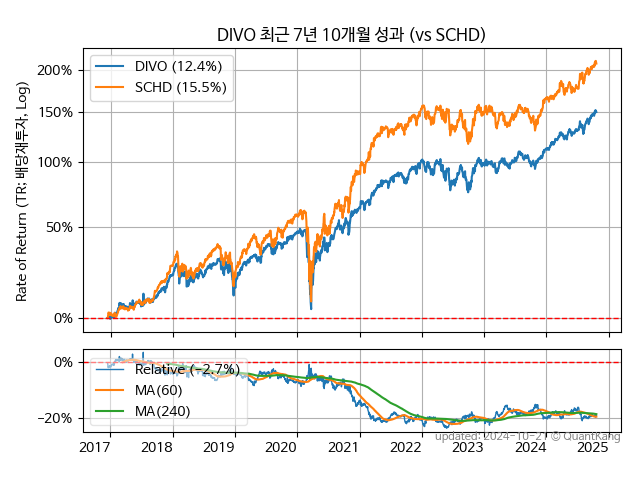 DIVO 최근 7년 10개월 성과 (vs SCHD)
Rate of Return (TR: 배당재투자, Log)
200%
150%
100%
50%
0%
DIVO (12.4%)
SCHD (15.5%)
0%
-20%
Relative (-2.7%)
MA(60)
MA(240)
2017 2018 2019 2020 2021 2022 2023 2024 2025
updated: 2024-10-21 © QuantKang